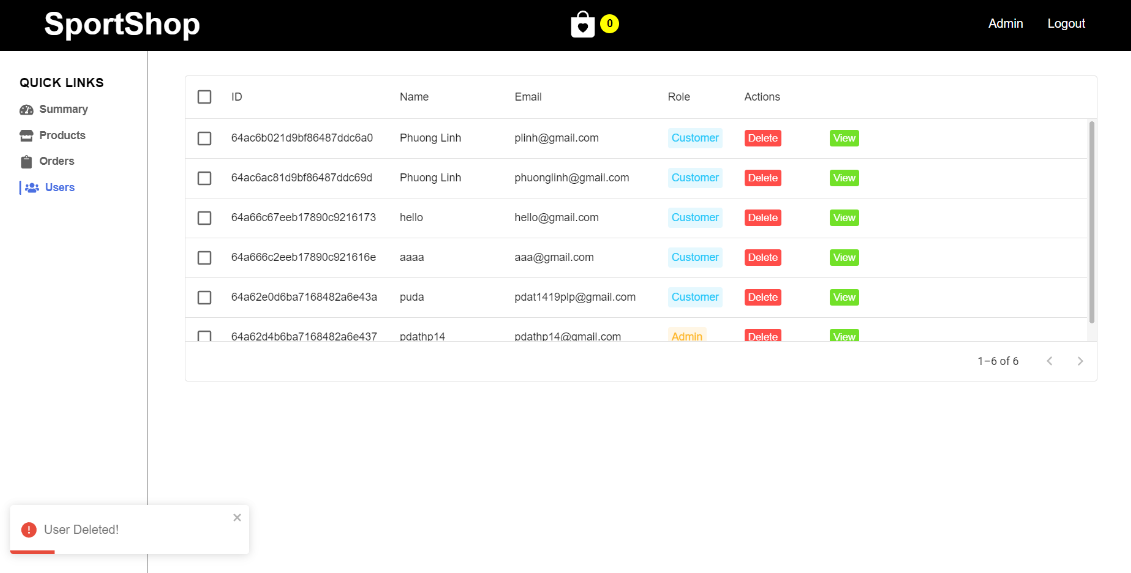 SportShop 0 Admin Logout
QUICK LINKS
Summary
Products
Orders
Users
ID Name Email Role Actions
64ac6b021d9bf86487ddc6a0 Phuong Linh plinh@gmail.com Customer Delete View
64ac6ac81d9bf86487ddc69d Phuong Linh phuonglinh@gmail.com Customer Delete View
64a66c67eeb17890c9216173 hello hello@gmail.com Customer Delete View
64a666c2eeb17890c921616e aaaa aaa@gmail.com Customer Delete View
64a62e0d6ba7168482a6e43a puda pdat1419plp@gmail.com Customer Delete View
64a62d4b6ba7168482a6e437 pdathp14 pdathp14@gmail.com Admin Delete View
1–6 of 6
User Deleted!